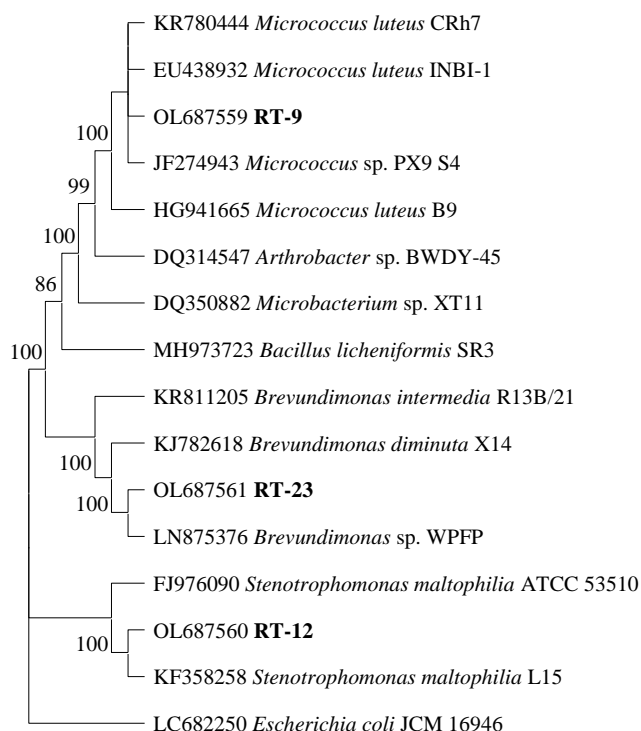 KR780444 Micrococcus luteus CRh7
EU438932 Micrococcus luteus INBI-1
OL687559 RT-9
100
JF274943 Micrococcus sp. PX9 S4
99
HG941665 Micrococcus luteus B9
100
DQ314547 Arthrobacter sp. BWDY-45
86
DQ350882 Microbacterium sp. XT11
100
MH973723 Bacillus licheniformis SR3
KR811205 Brevundimonas intermedia R13B/21
KJ782618 Brevundimonas diminuta X14
100
OL687561 RT-23
100
LN875376 Brevundimonas sp. WPFP
FJ976090 Stenotrophomonas maltophilia ATCC 53510
OL687560 RT-12
100
KF358258 Stenotrophomonas maltophilia L15
LC682250 Escherichia coli JCM 16946